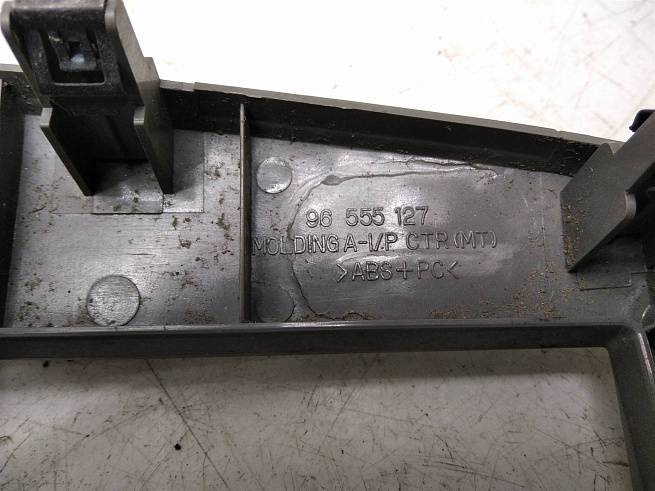 96 555 127
MOLDING A-I/P CTR (MT)
>ABS+PC<